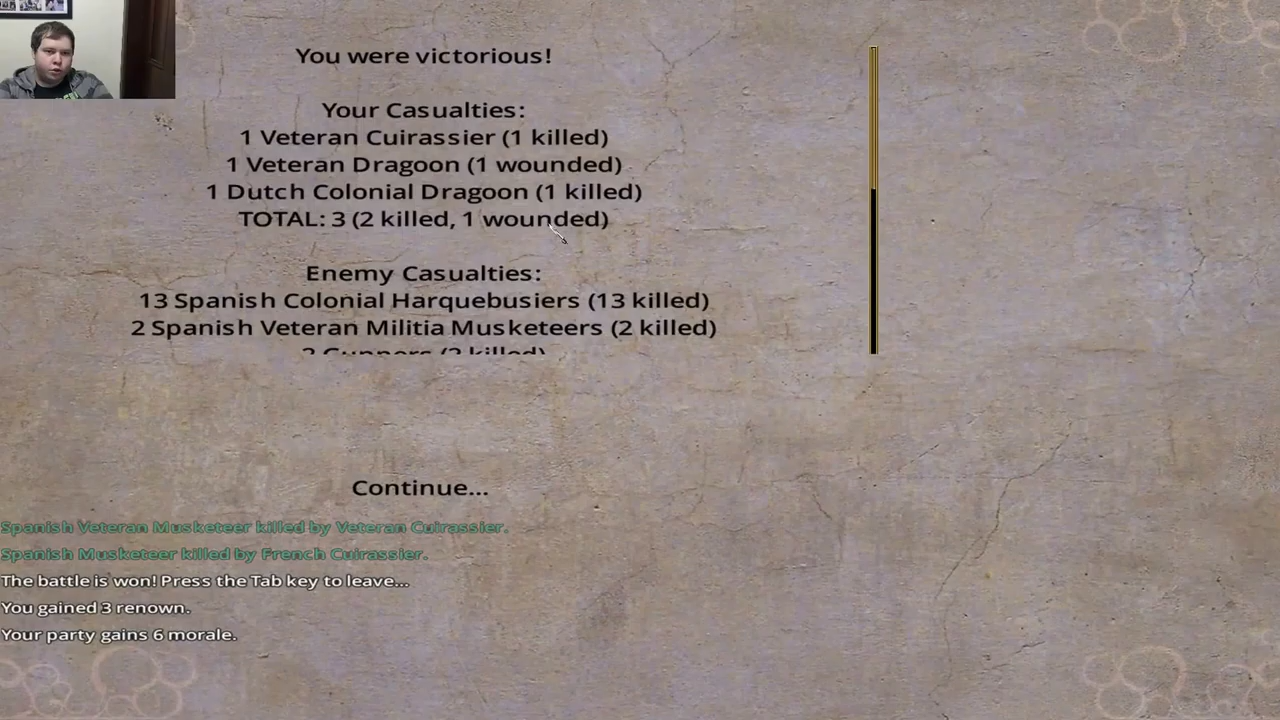 You were victorious!
Your Casualties:
1 Veteran Cuirassier (1 killed)
1 Veteran Dragoon (1 wounded)
1 Dutch Colonial Dragoon (1 killed)
TOTAL: 3 (2 killed, 1 wounded)
Enemy Casualties:
13 Spanish Colonial Harquebusiers (13 killed)
2 Spanish Veteran Militia Musketeers (2 killed)
Continue...
Spanish Veteran Musketeer killed by Veteran Cuirassier.
Spanish Musketeer killed by French Cuirassier.
The battle is won! Press the Tab key to leave...
You gained 3 renown.
Your party gains 6 morale.